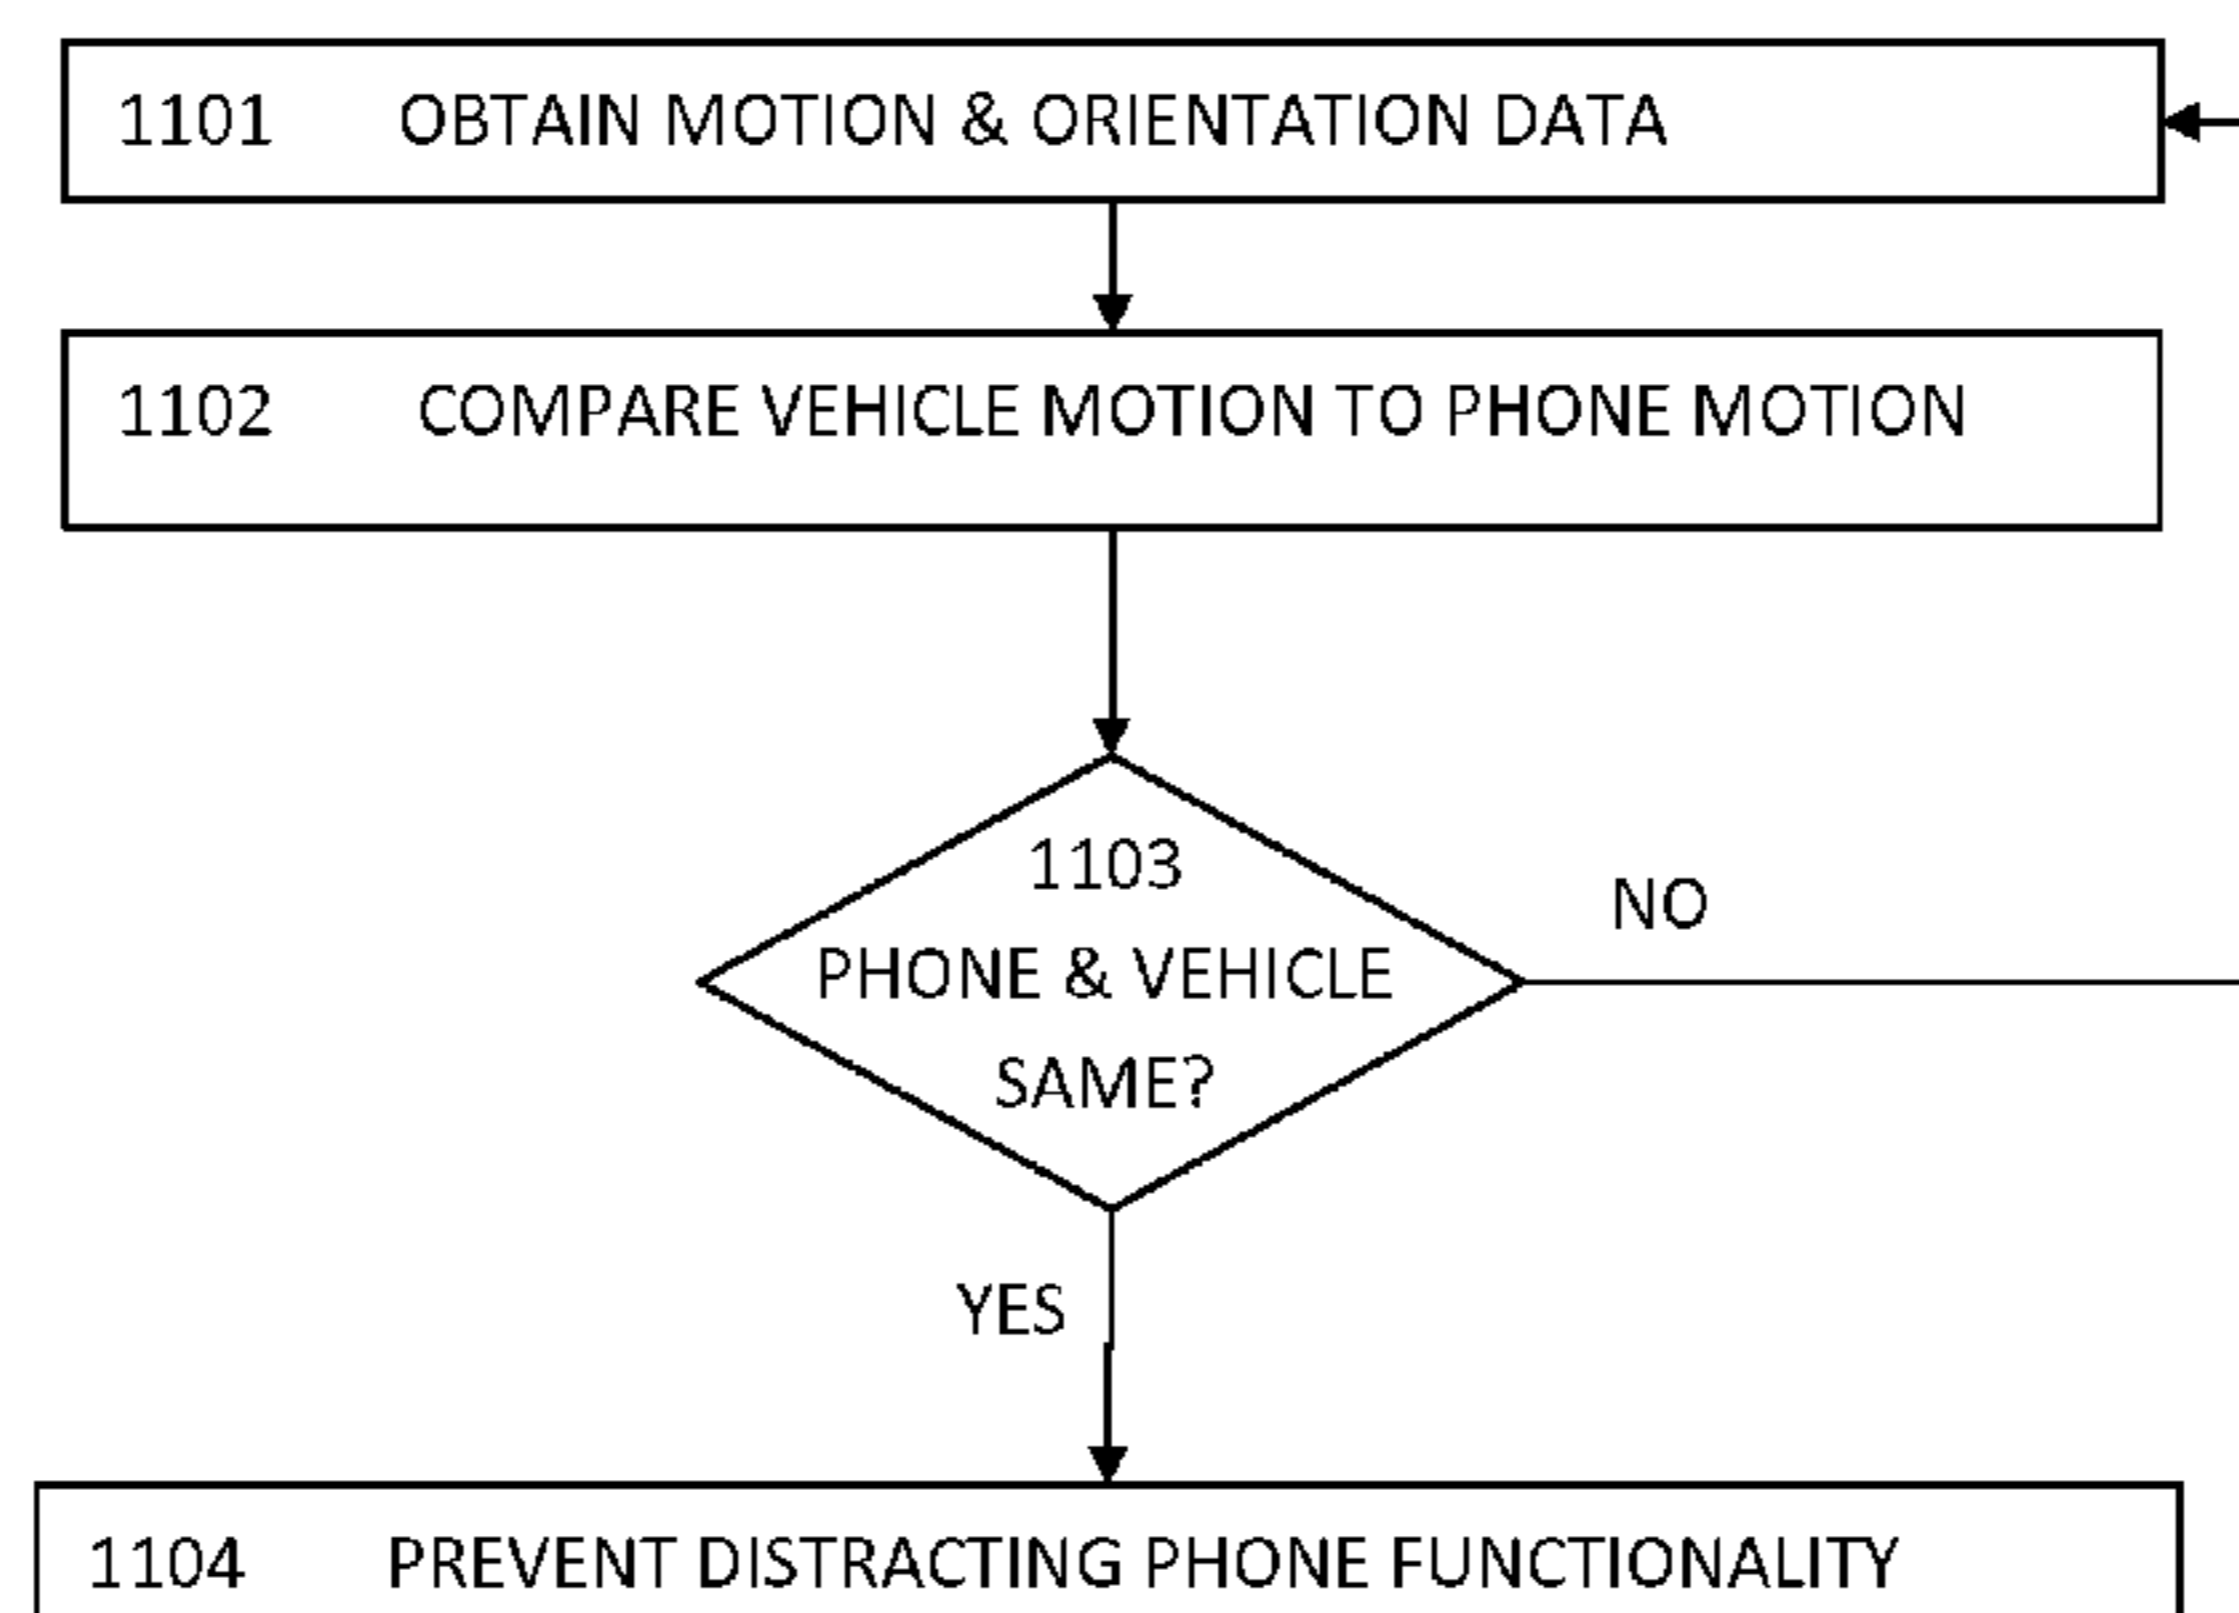 1101 OBTAIN MOTION & ORIENTATION DATA
1102 COMPARE VEHICLE MOTION TO PHONE MOTION
1103
PHONE & VEHICLE
SAME?
NO
YES
1104 PREVENT DISTRACTING PHONE FUNCTIONALITY